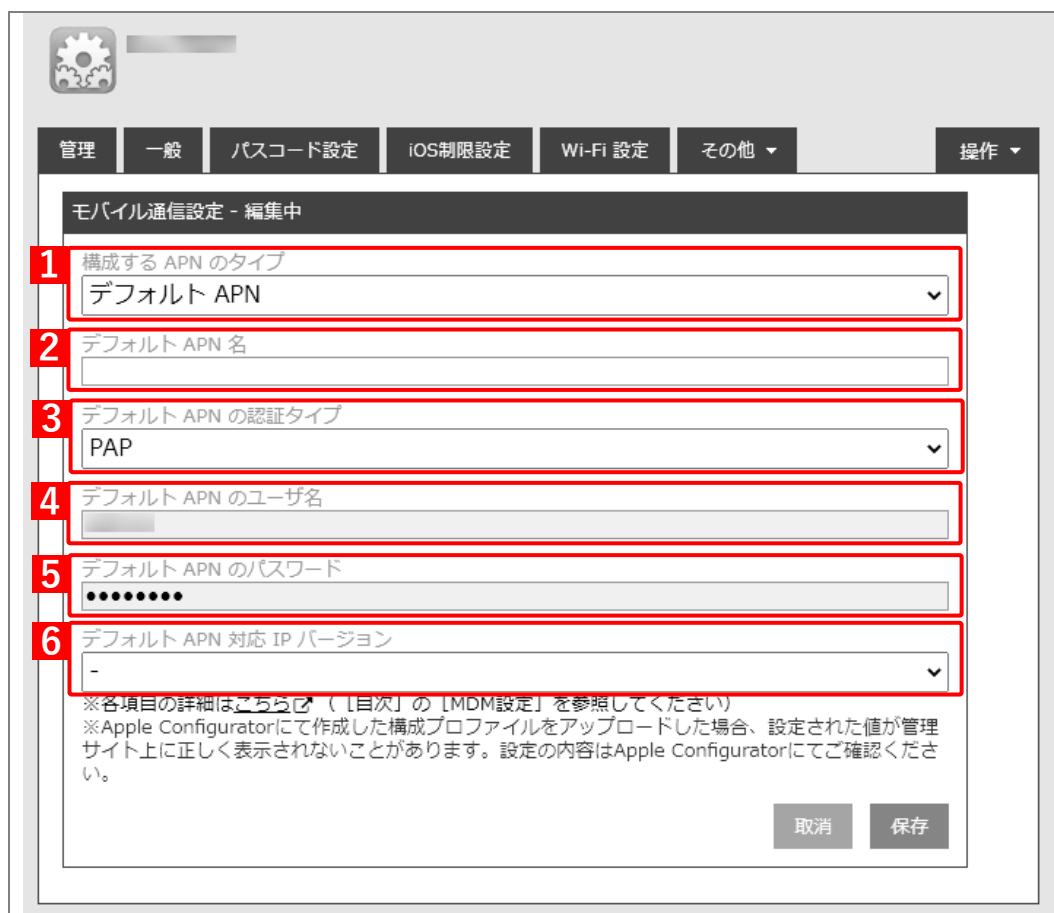 管理 一般 パスコード設定 iOS制限設定 Wi-Fi 設定 その他 操作
モバイル通信設定 - 編集中
1 構成する APN のタイプ
デフォルト APN
2 デフォルト APN 名
3 デフォルト APN の認証タイプ
PAP
4 デフォルト APN のユーザ名
5 デフォルト APN のパスワード
••••••••
6 デフォルト APN 対応 IP バージョン
-
※各項目の詳細はこちら（［目次］の［MDM設定］を参照してください）
※Apple Configuratorにて作成した構成プロファイルをアップロードした場合、設定された値が管理
サイト上に正しく表示されないことがあります。設定の内容はApple Configuratorにてご確認くださ
い。
取消 保存